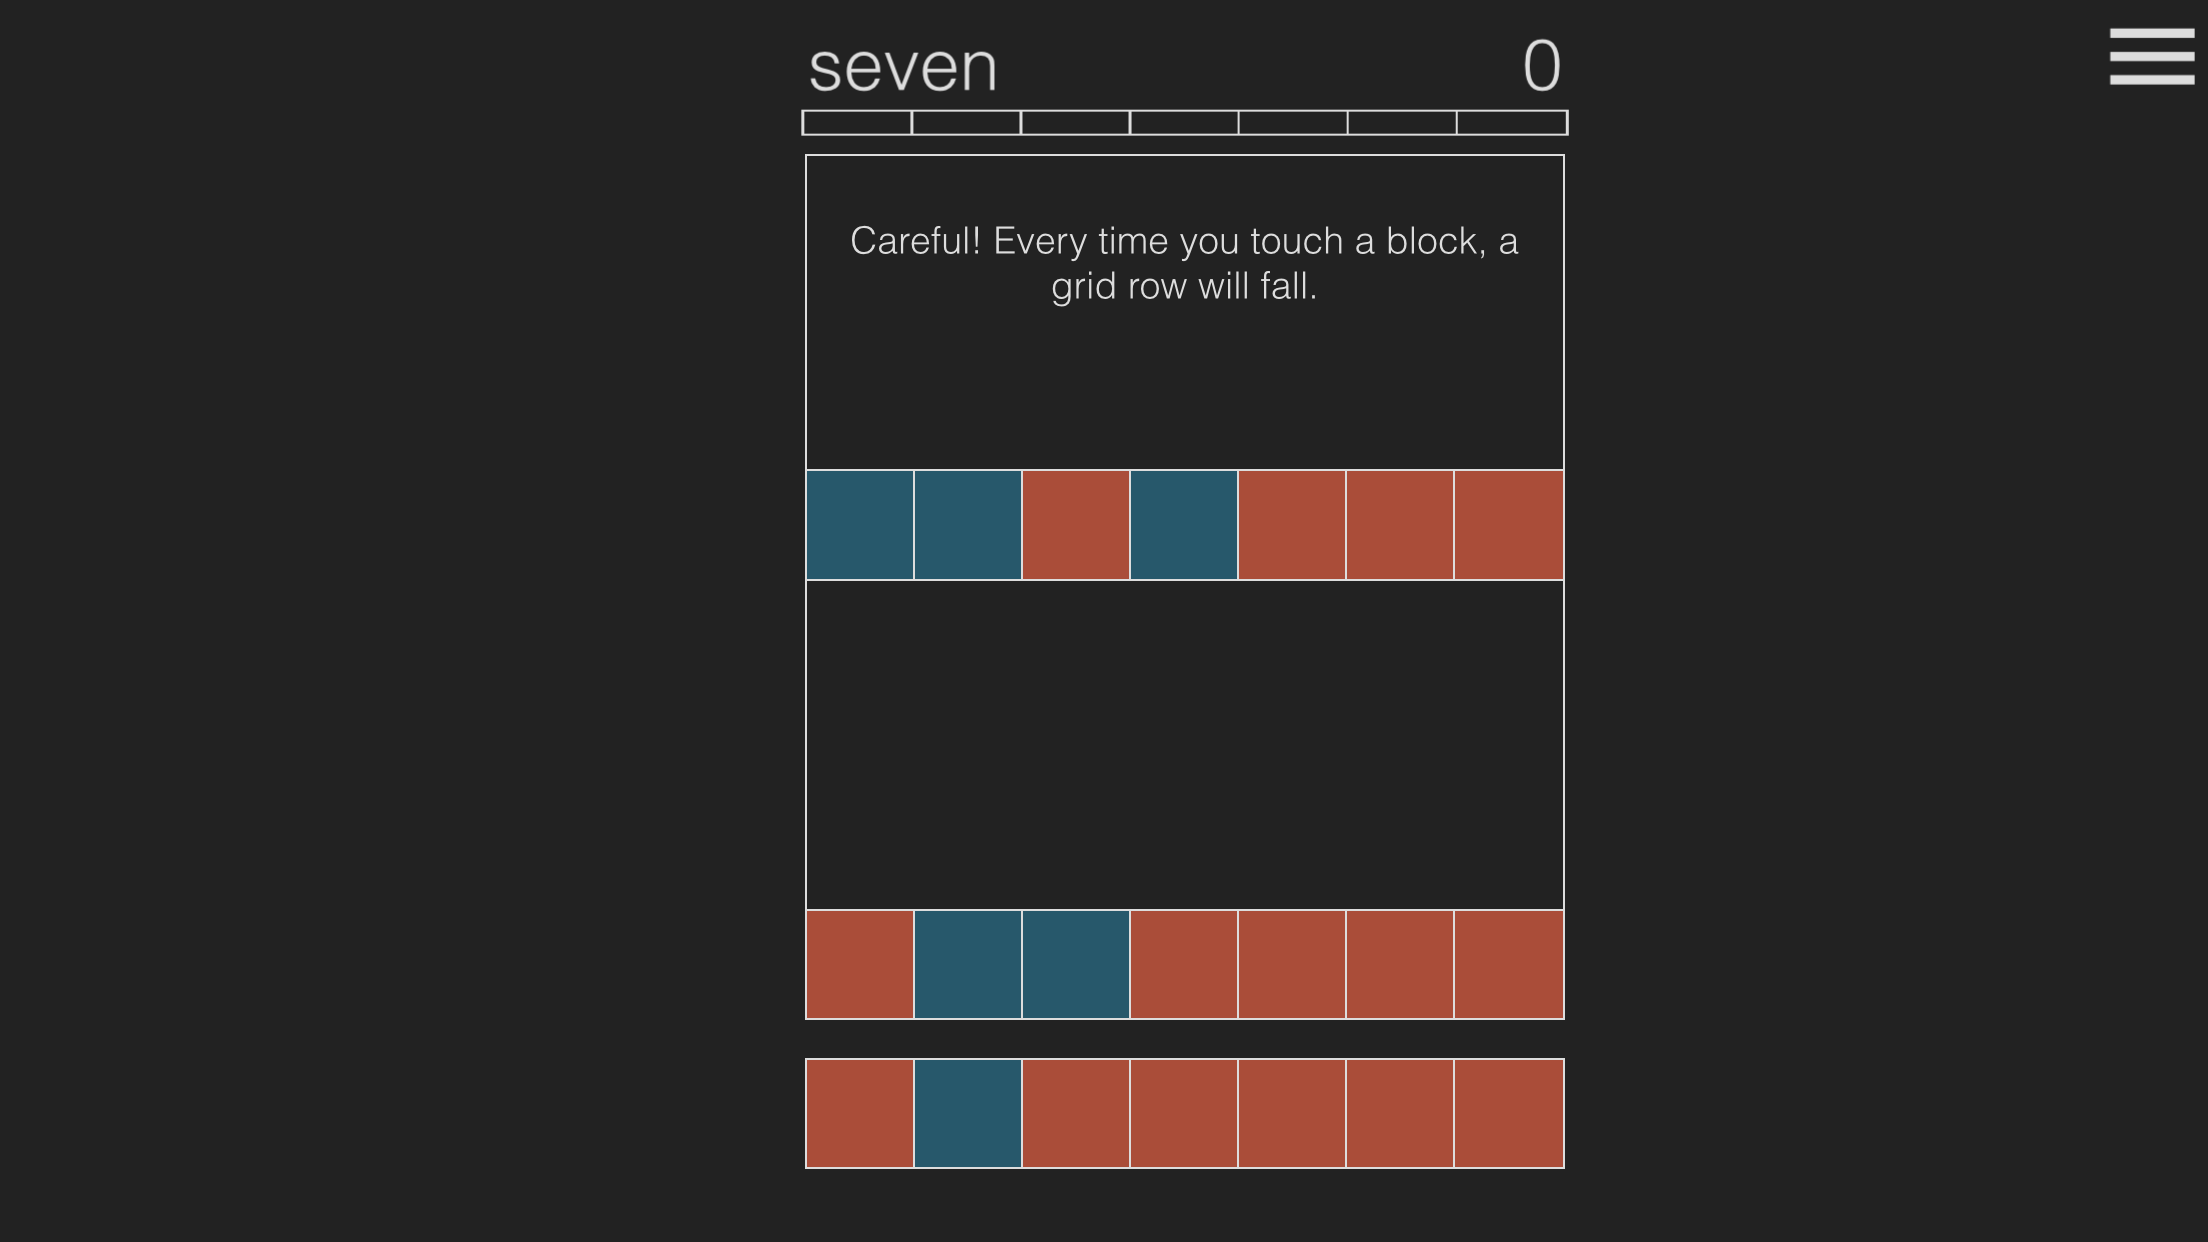 seven 0
Careful! Every time you touch a block, a
grid row will fall.